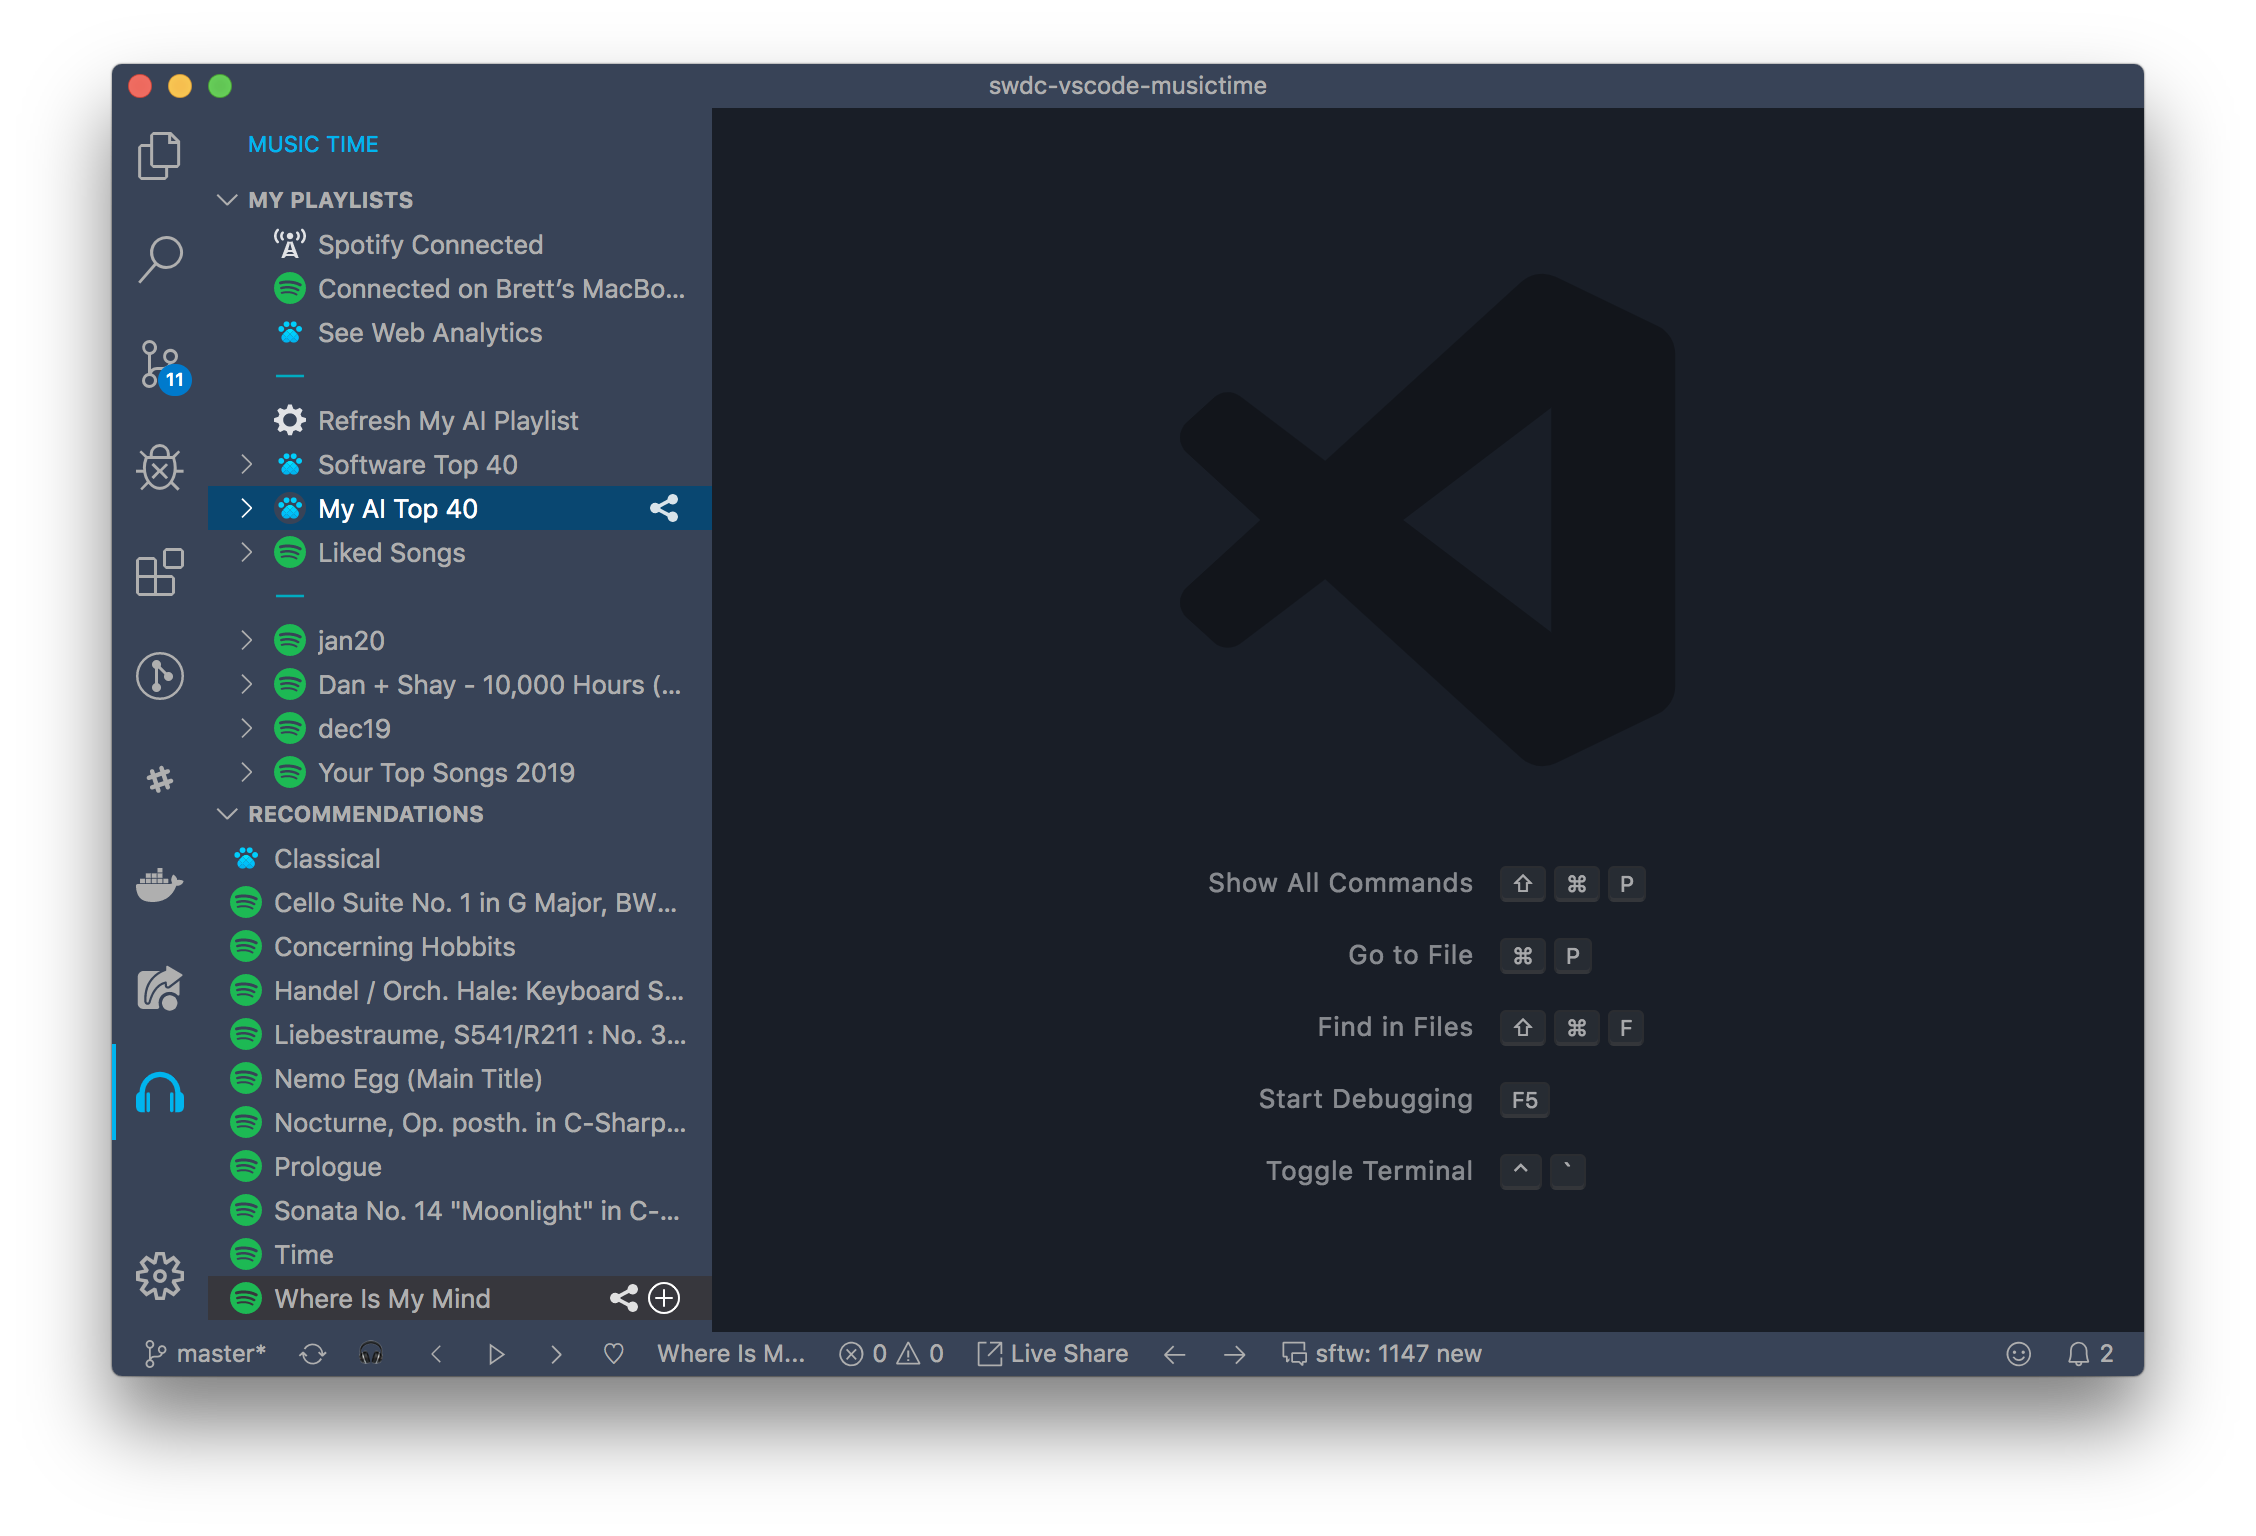 swdc-vscode-musictime
MUSIC TIME
MY PLAYLISTS
Spotify Connected
Connected on Brett’s MacBo...
See Web Analytics
Refresh My AI Playlist
Software Top 40
My AI Top 40
Liked Songs
jan20
Dan + Shay - 10,000 Hours (...
dec19
Your Top Songs 2019
RECOMMENDATIONS
Classical
Cello Suite No. 1 in G Major, BW...
Concerning Hobbits
Handel / Orch. Hale: Keyboard S...
Liebestraume, S541/R211 : No. 3...
Nemo Egg (Main Title)
Nocturne, Op. posth. in C-Sharp...
Prologue
Sonata No. 14 "Moonlight" in C-...
Time
Where Is My Mind
11
Show All Commands ⇧ ⌘ P
Go to File ⌘ P
Find in Files ⇧ ⌘ F
Start Debugging F5
Toggle Terminal ^ `
master* Where Is M... 0 0 Live Share sftw: 1147 new 2